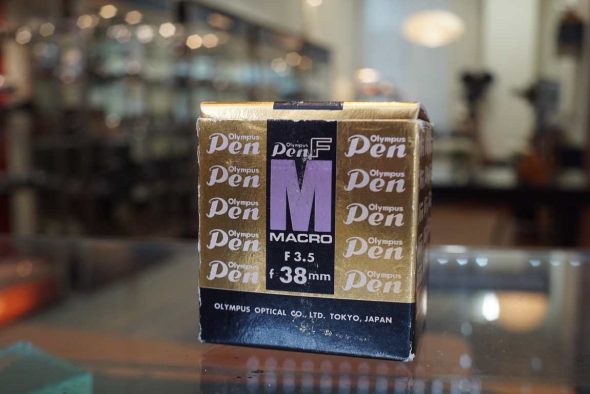 Olympus Pen
Olympus Pen
Olympus Pen
Olympus Pen
Olympus Pen
Olympus
Pen F
M
MACRO
F 3.5
f-38mm
Olympus Pen
Olympus Pen
Olympus Pen
Olympus Pen
Olympus Pen
OLYMPUS OPTICAL CO., LTD. TOKYO, JAPAN